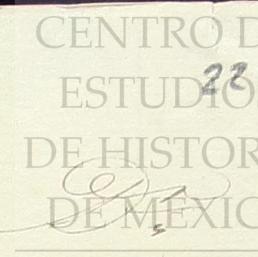 CENTRO D
22
ESTUDIO
DE HISTOR
DE MÉXIC